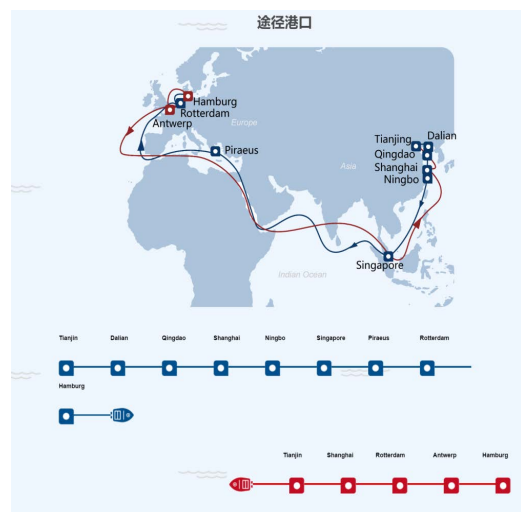 途径港口
Hamburg
Rotterdam
Antwerp
Europe
Piraeus
Tianjing
Dalian
Qingdao
Shanghai
Ningbo
Asia
Singapore
Indian Ocean
Tianjin Dalian Qingdao Shanghai Ningbo Singapore Piraeus Rotterdam
Hamburg
Tianjin Shanghai Rotterdam Antwerp Hamburg